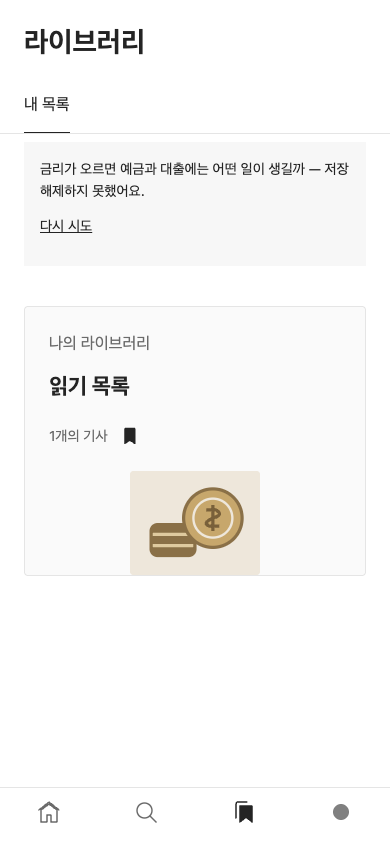 라이브러리
내 목록
금리가 오르면 예금과 대출에는 어떤 일이 생길까 — 저장
해제하지 못했어요.
다시 시도
나의 라이브러리
읽기 목록
1개의 기사